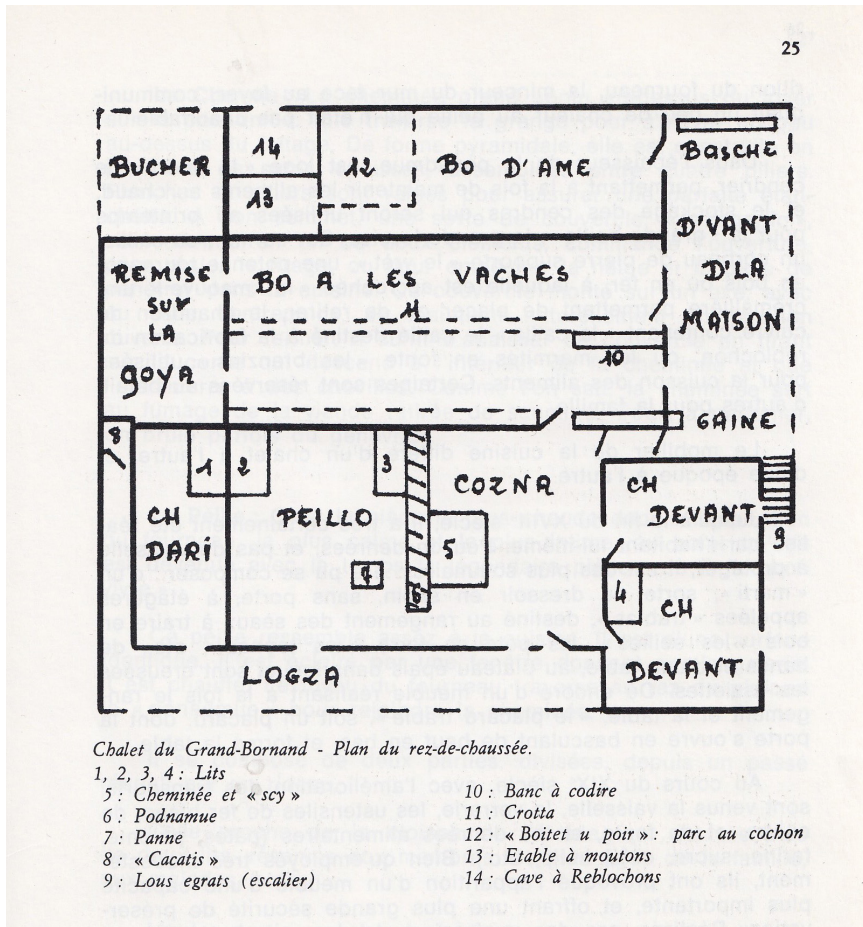 25
14
BUCHER
12
BO D'AME
BOSCHE
13
D'VANT
REMISE
BO A LES VACHES
D'LA
SUR
11
MAISON
LA
10
GOYA
GAINE
8
1
2
3
COZNA
CH
DEVANT
CH
PEILLO
5
9
DARI
7
6
4
CH
LOGZA
DEVANT
Chalet du Grand-Bornand - Plan du rez-de-chaussée.
1, 2, 3, 4 : Lits
5 : Cheminée et « scy »
6 : Podnamue
7 : Panne
8 : « Cacatis »
9 : Lous egrats (escalier)
10 : Banc à codire
11 : Crotta
12 : « Boitet u poir » : parc au cochon
13 : Etable à moutons
14 : Cave à Reblochons